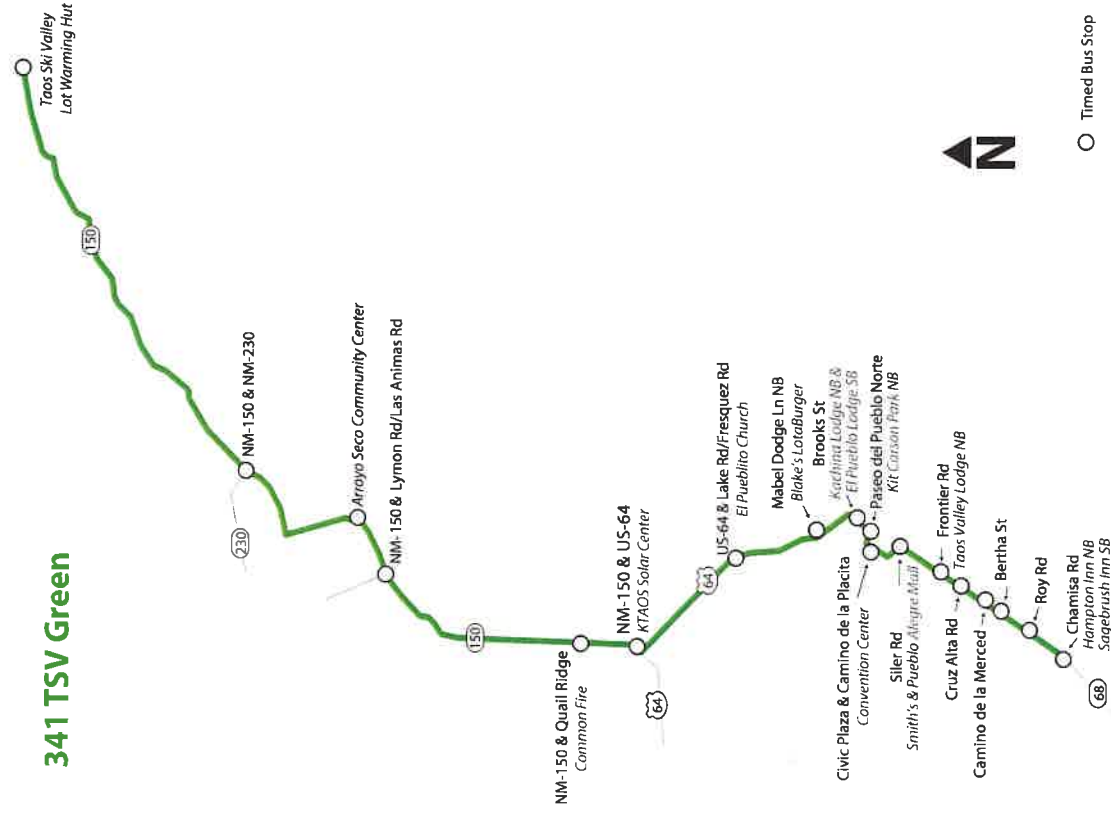 341 TSV Green
Taos Ski Valley
Lot Warming Hut
150
NM-150 & NM-230
230
Arroyo Seco Community Center
NM-150 & Lymon Rd/Las Animas Rd
150
NM-150 & Quail Ridge
Common Fire
NM-150 & US-64
KTAOS Solar Center
64
64
US-64 & Lake Rd/Fresquez Rd
El Pueblito Church
Mabel Dodge Ln NB
Blake's LotaBurger
Brooks St
Kachina Lodge NB &
El Pueblo Lodge SB
Paseo del Pueblo Norte
Kit Carson Park NB
Civic Plaza & Camino de la Placita
Convention Center
Siler Rd
Smith's & Pueblo Alegre Mall
Frontier Rd
Taos Valley Lodge NB
Cruz Alta Rd
Camino de la Merced
Bertha St
Roy Rd
Chamisa Rd
Hampton Inn NB
Sagebrush Inn SB
68
N
Timed Bus Stop